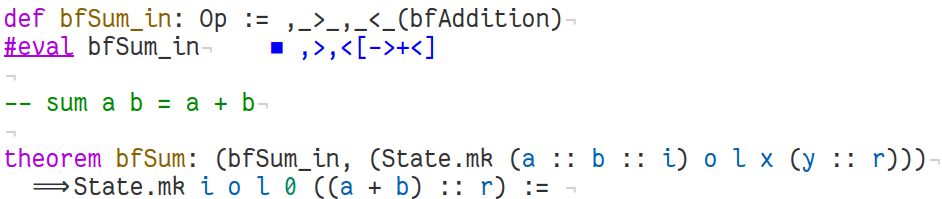 def bfSum_in: Op := ,_>_,_<_(bfAddition)¬
#eval bfSum_in¬ ■ ,>,<[->+<]
¬
-- sum a b = a + b¬
¬
theorem bfSum: (bfSum_in, (State.mk (a :: b :: i) o l x (y :: r)))¬
⟹State.mk i o l 0 ((a + b) :: r) := ¬